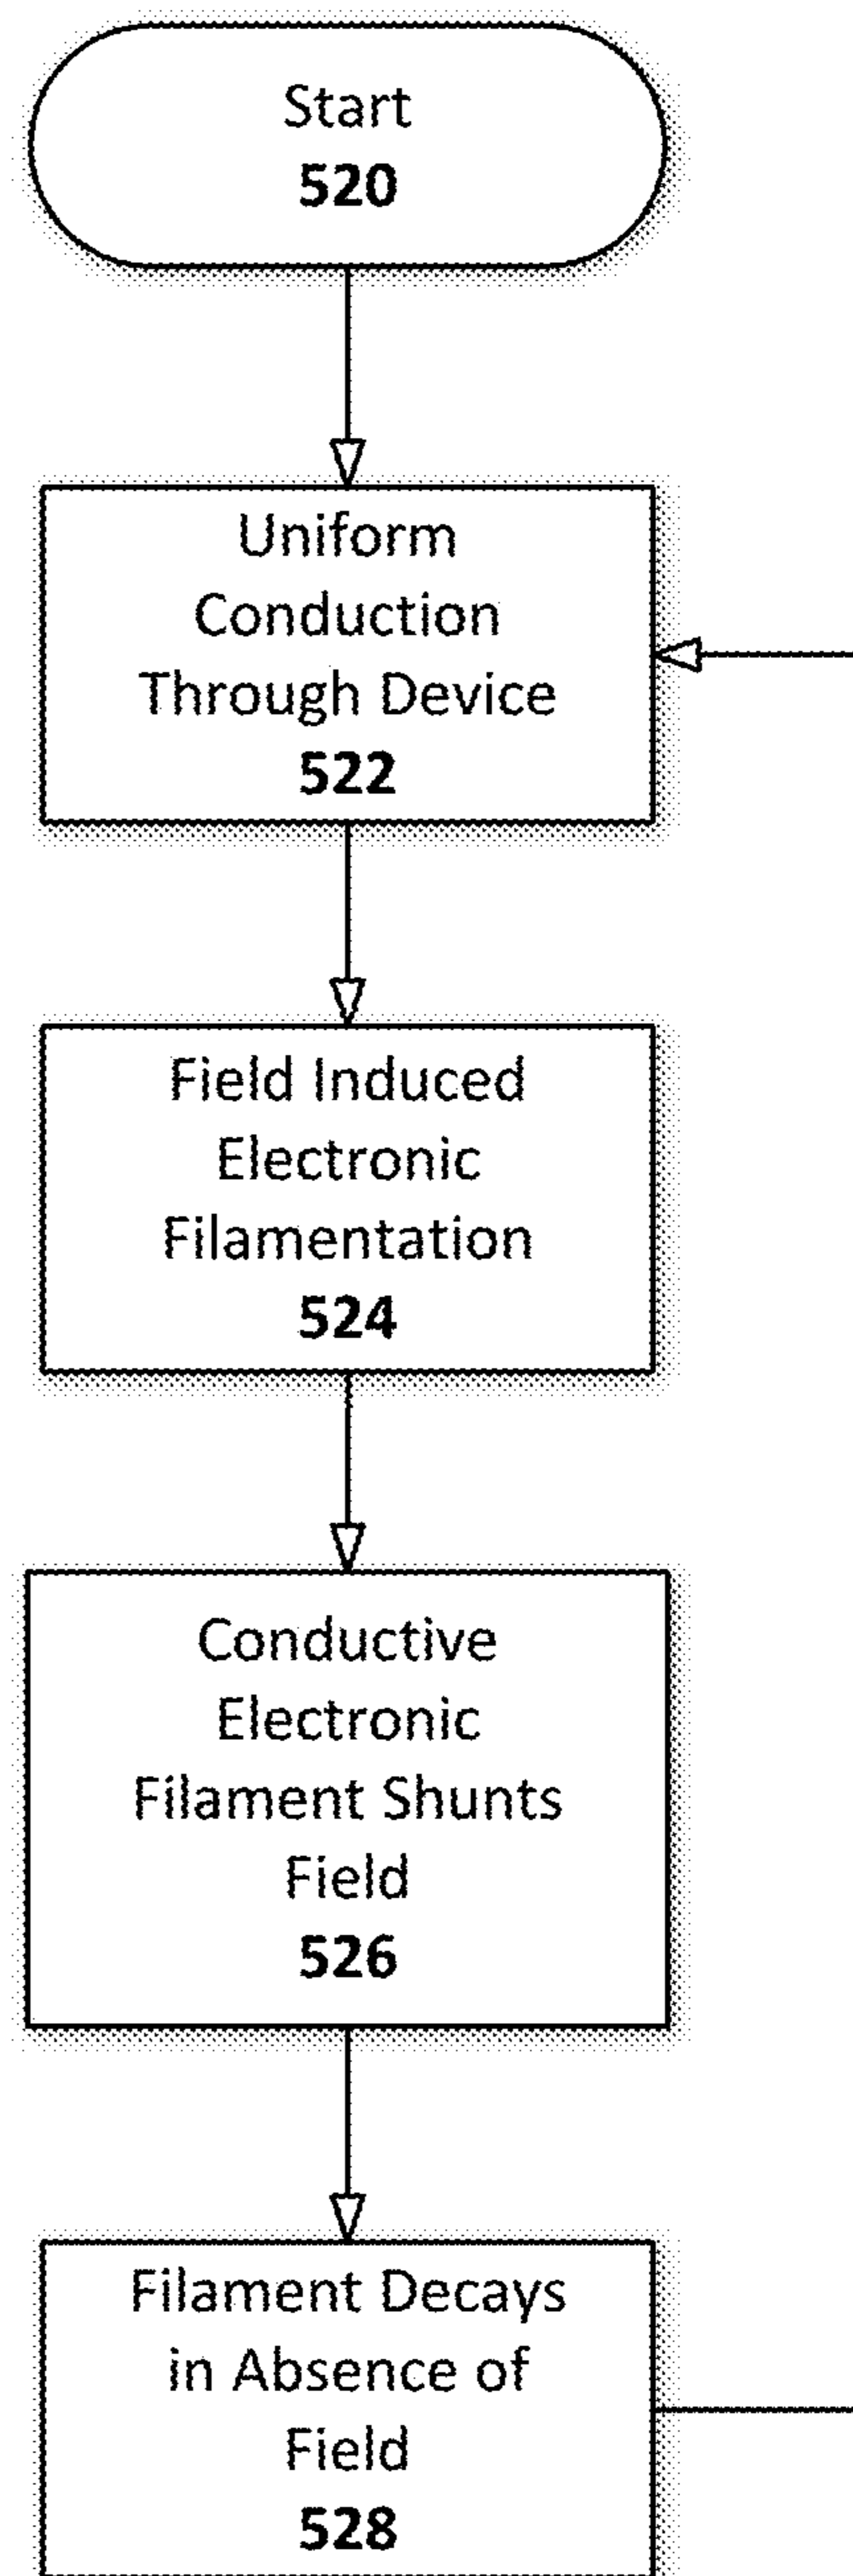 Start
520
Uniform
Conduction
Through Device
522
Field Induced
Electronic
Filamentation
524
Conductive
Electronic
Filament Shunts
Field
526
Filament Decays
in Absence of
Field
528